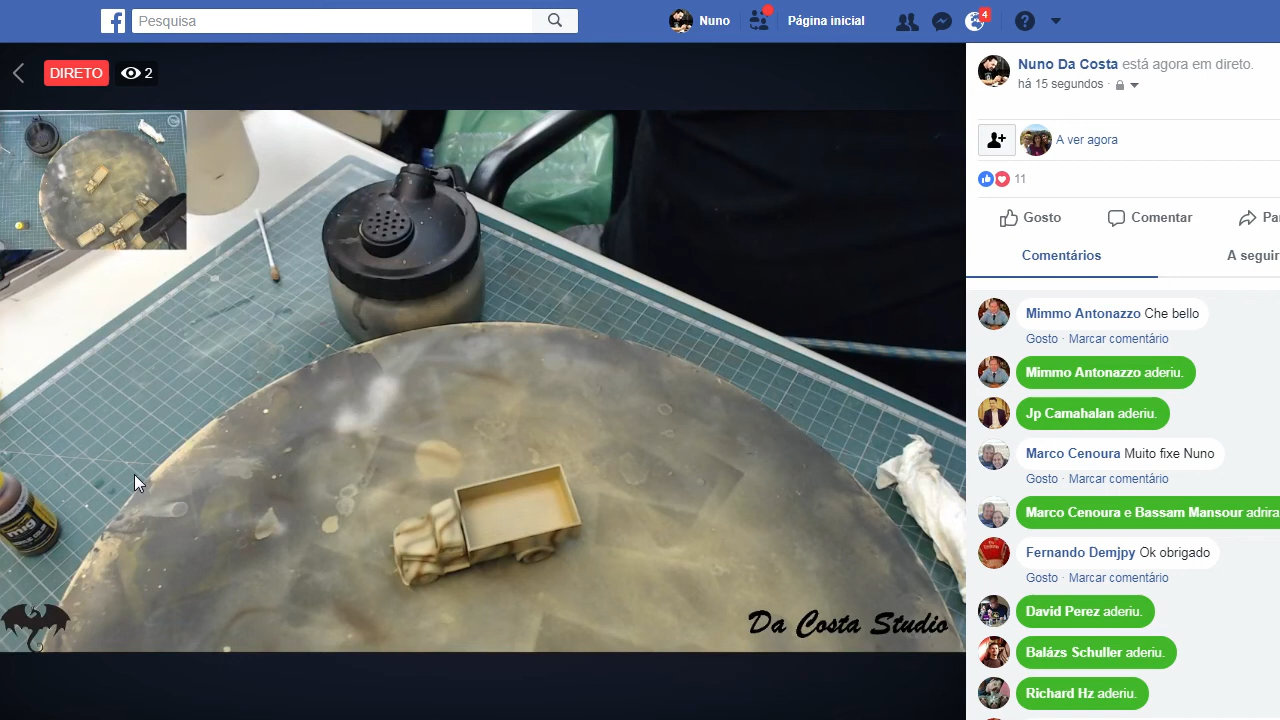 f
Pesquisa
Nuno
Página inicial
4
DIRETO
2
Nuno Da Costa está agora em direto.
há 15 segundos ·
A ver agora
11
Gosto
Comentar
Pa
Comentários
A seguir
Mimmo Antonazzo Che bello
Gosto · Marcar comentário
Mimmo Antonazzo aderiu.
Jp Camahalan aderiu.
Marco Cenoura Muito fixe Nuno
Gosto · Marcar comentário
Marco Cenoura e Bassam Mansour adrira
Fernando Demjpy Ok obrigado
Gosto · Marcar comentário
David Perez aderiu.
Balázs Schuller aderiu.
Richard Hz aderiu.
mig
Da Costa Studio